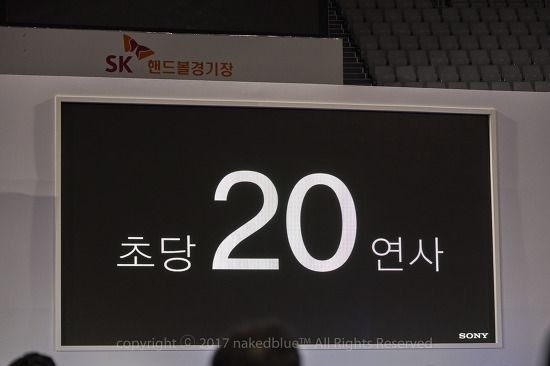 SK 핸드볼경기장
초당 20 연사
SONY
copyright ⓒ 2017 nakedblue™ All Rights Reserved